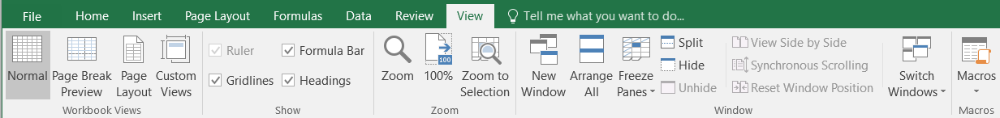 File Home Insert Page Layout Formulas Data Review View Tell me what you want to do...
Normal
Page Break
Preview
Page
Layout
Custom
Views
Workbook Views
Ruler
Formula Bar
Gridlines
Headings
Show
Zoom
100
100%
Zoom to
Selection
Zoom
New
Window
Arrange
All
Freeze
Panes
Split
Hide
Unhide
View Side by Side
Synchronous Scrolling
Reset Window Position
Switch
Windows
Window
Macros
Macros